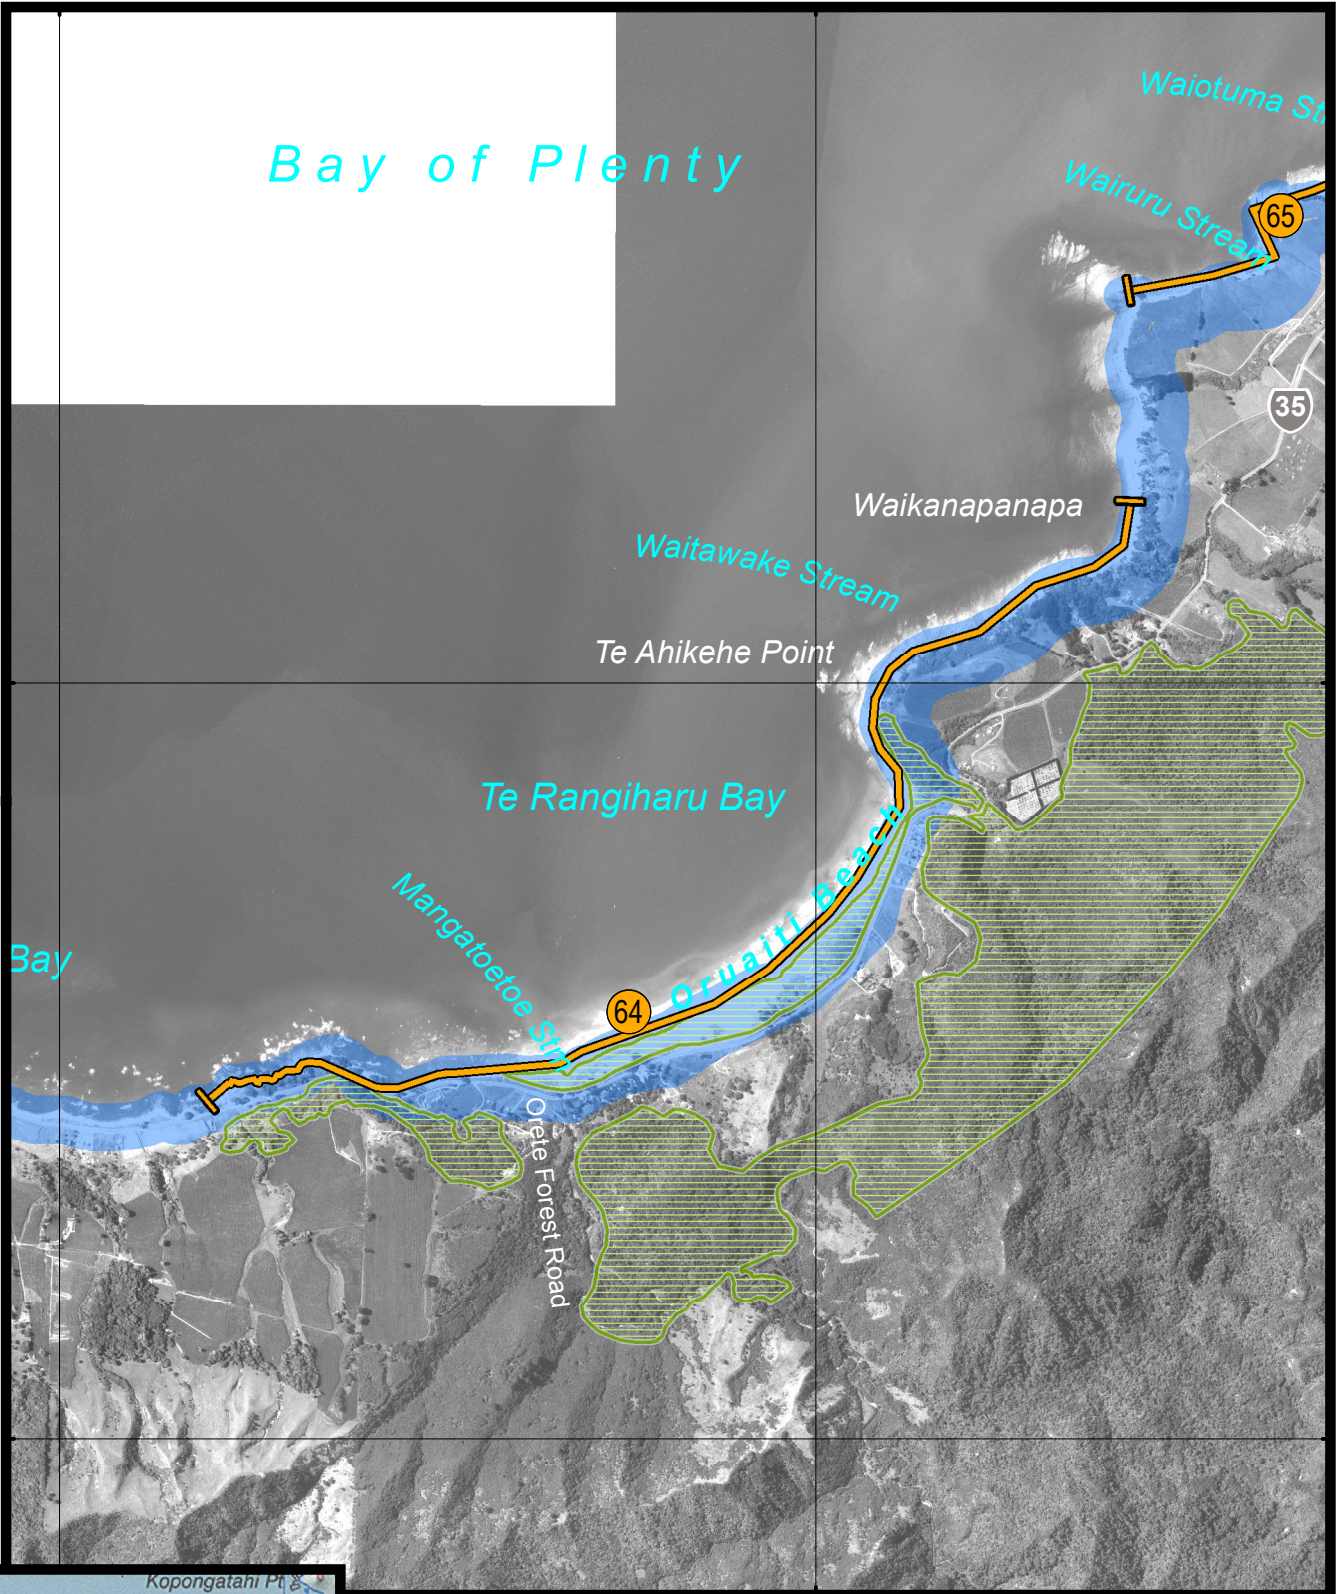 Waiotuma St
Bay of Plenty
Wairuru Stream
65
35
Waikanapanapa
Waitawake Stream
Te Ahikehe Point
Te Rangiharu Bay
Oruaiti Beach
Mangatoetoe Stm
Bay
64
Orete Forest Road
Kopongatahi Pt